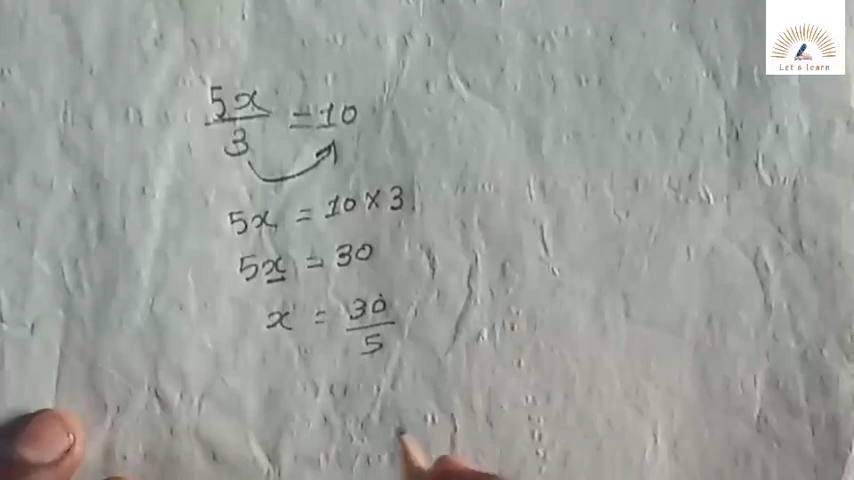 Let's learn
5x/3 = 10
5x = 10 × 3
5x = 30
x = 30/5